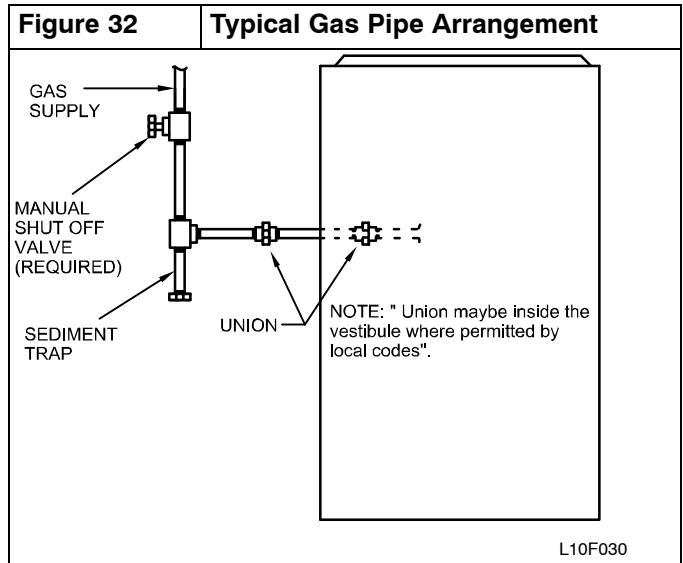 Figure 32
Typical Gas Pipe Arrangement
GAS
SUPPLY
MANUAL
SHUT OFF
VALVE
(REQUIRED)
SEDIMENT
TRAP
UNION
NOTE: " Union maybe inside the
vestibule where permitted by
local codes".
L10F030